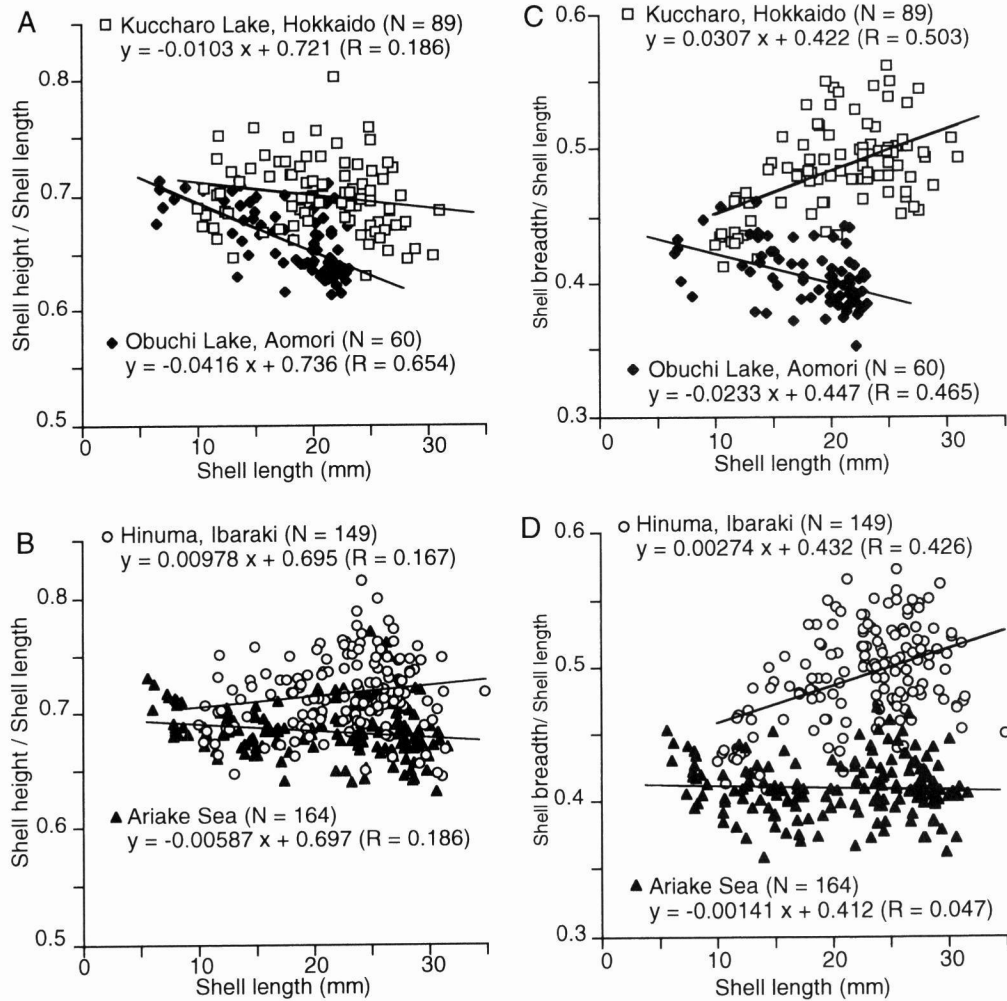 A
□ Kuccharo Lake, Hokkaido (N = 89)
y = -0.0103 x + 0.721 (R = 0.186)
0.8
0.7
0.6
0.5
Shell height / Shell length
◆ Obuchi Lake, Aomori (N = 60)
y = -0.0416 x + 0.736 (R = 0.654)
0 10 20 30
Shell length (mm)
C
0.6
□ Kuccharo, Hokkaido (N = 89)
y = 0.0307 x + 0.422 (R = 0.503)
0.5
0.4
0.3
Shell breadth/ Shell length
◆ Obuchi Lake, Aomori (N = 60)
y = -0.0233 x + 0.447 (R = 0.465)
0 10 20 30
Shell length (mm)
B
○ Hinuma, Ibaraki (N = 149)
y = 0.00978 x + 0.695 (R = 0.167)
0.8
0.7
0.6
0.5
Shell height / Shell length
▲ Ariake Sea (N = 164)
y = -0.00587 x + 0.697 (R = 0.186)
0 10 20 30
Shell length (mm)
D
0.6
○ Hinuma, Ibaraki (N = 149)
y = 0.00274 x + 0.432 (R = 0.426)
0.5
0.4
0.3
Shell breadth/ Shell length
▲ Ariake Sea (N = 164)
y = -0.00141 x + 0.412 (R = 0.047)
0 10 20 30
Shell length (mm)